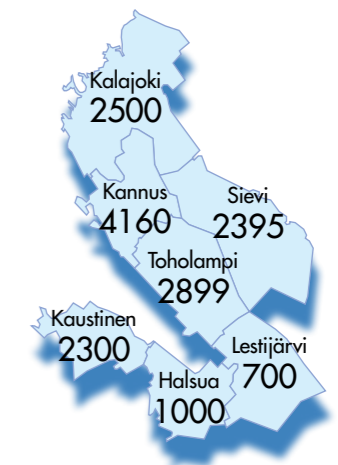 Kalajoki
2500
Kannus
4160
Sievi
2395
Toholampi
2899
Kaustinen
2300
Lestijärvi
700
Halsua
1000